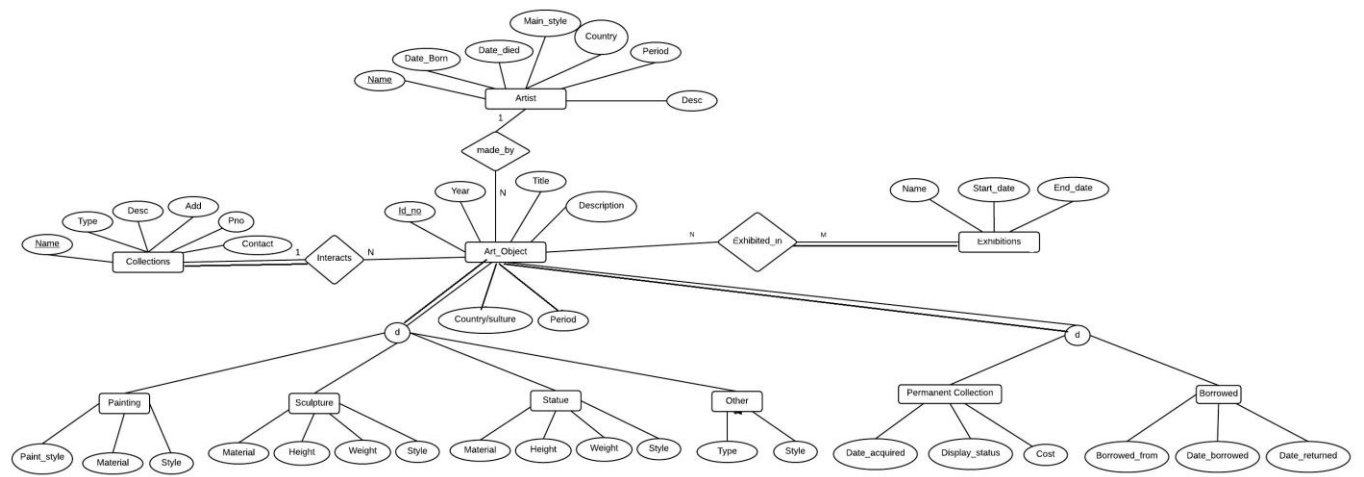 Main_style
Country
Date_died
Period
Date_Born
Name
Artist
Desc
1
made_by
Title
Year
N
Name
Start_date
End_date
Add
Desc
Description
Type
Pno
Id_no
Name
Contact
N
M
Exhibited_in
Exhibitions
1
N
Interacts
Art_Object
Collections
Country/sulture
Period
d
d
Painting
Sculpture
Statue
Other
Permanent Collection
Borrowed
Paint_style
Material
Style
Material
Height
Weight
Style
Material
Height
Weight
Style
Type
Style
Date_acquired
Display_status
Cost
Borrowed_from
Date_borrowed
Date_returned